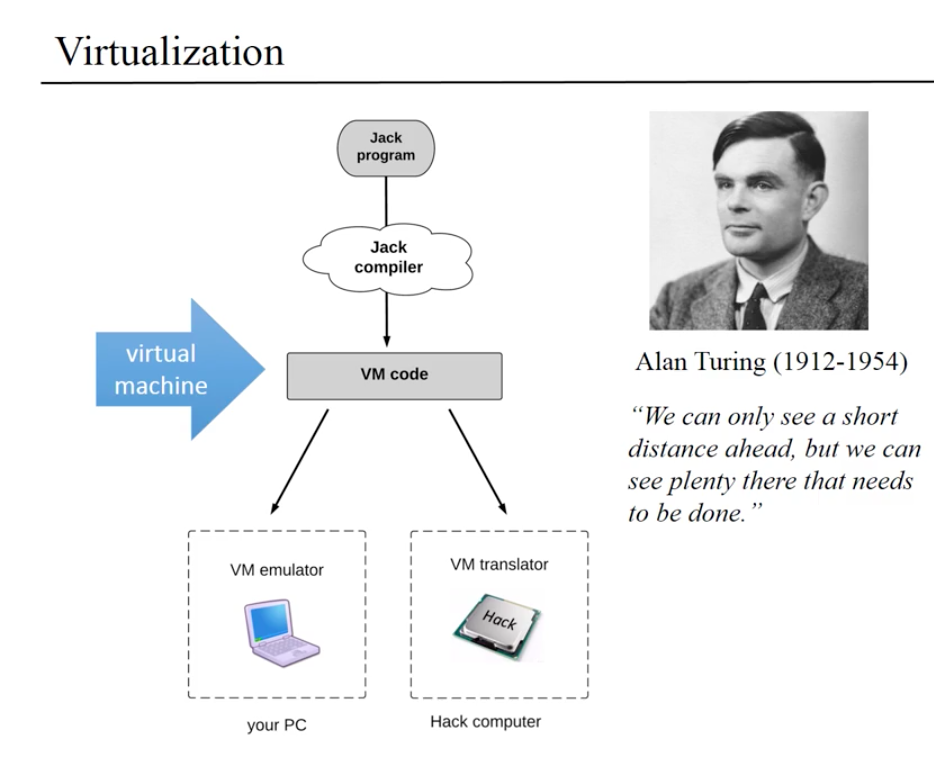 Virtualization
Jack
program
Jack
compiler
virtual
machine
VM code
Alan Turing (1912-1954)
“We can only see a short
distance ahead, but we can
see plenty there that needs
to be done.”
VM emulator
VM translator
Hack
your PC
Hack computer